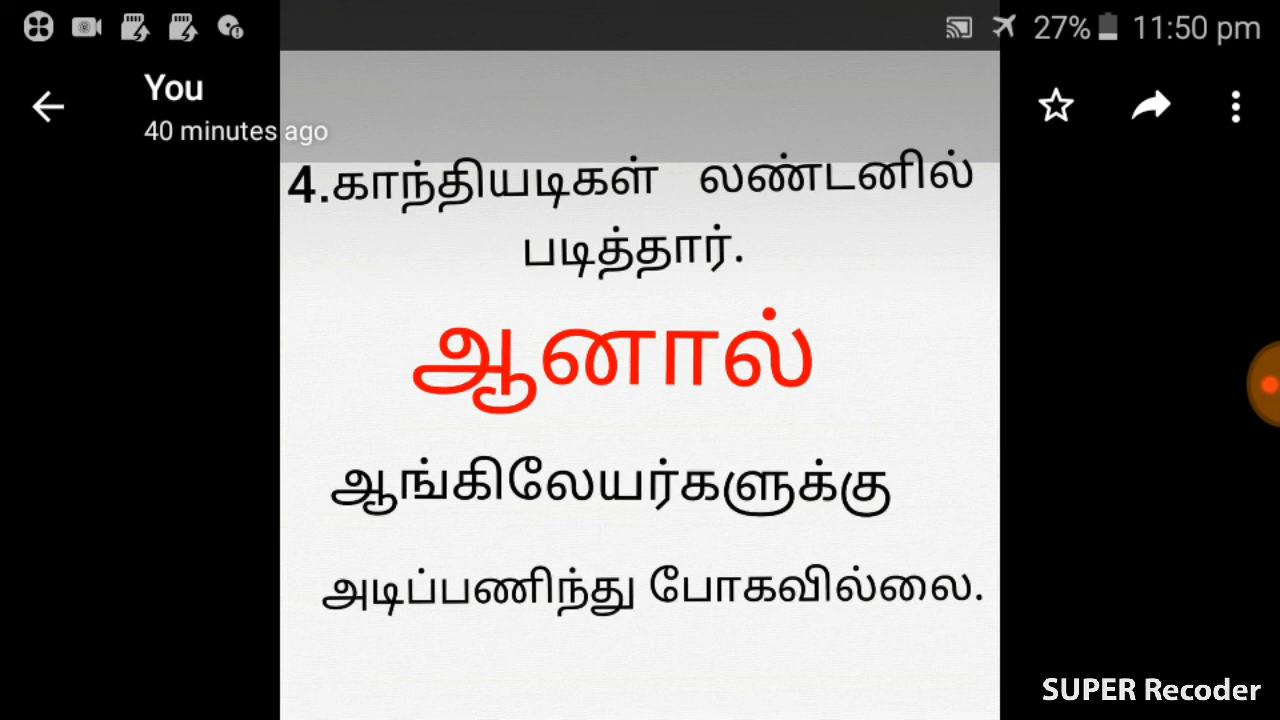 27% 11:50 pm
You
40 minutes ago
4.காந்தியடிகள் லண்டனில்
படித்தார்.
ஆனால்
ஆங்கிலேயர்களுக்கு
அடிப்பணிந்து போகவில்லை.
SUPER Recoder